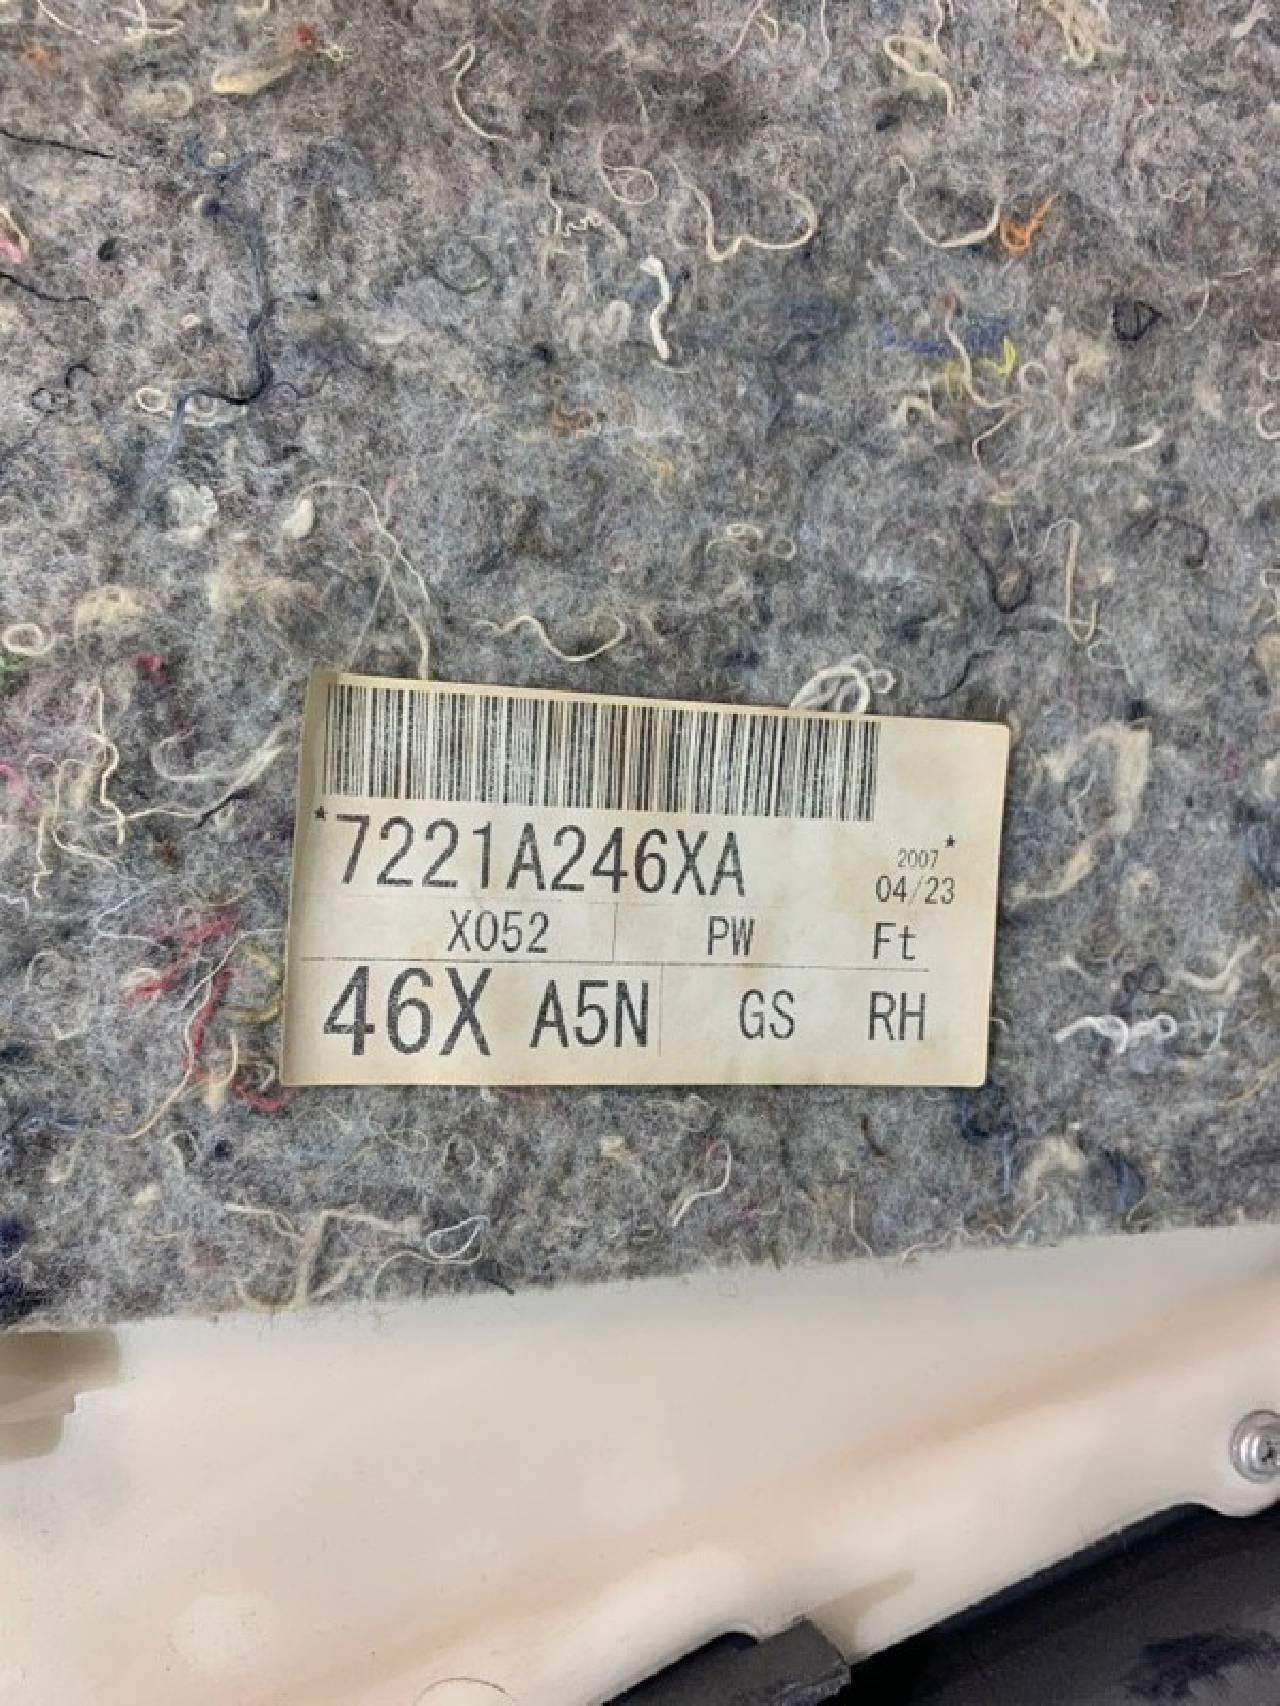 *7221A246XA 2007*
04/23
X052 PW Ft
46X A5N GS RH